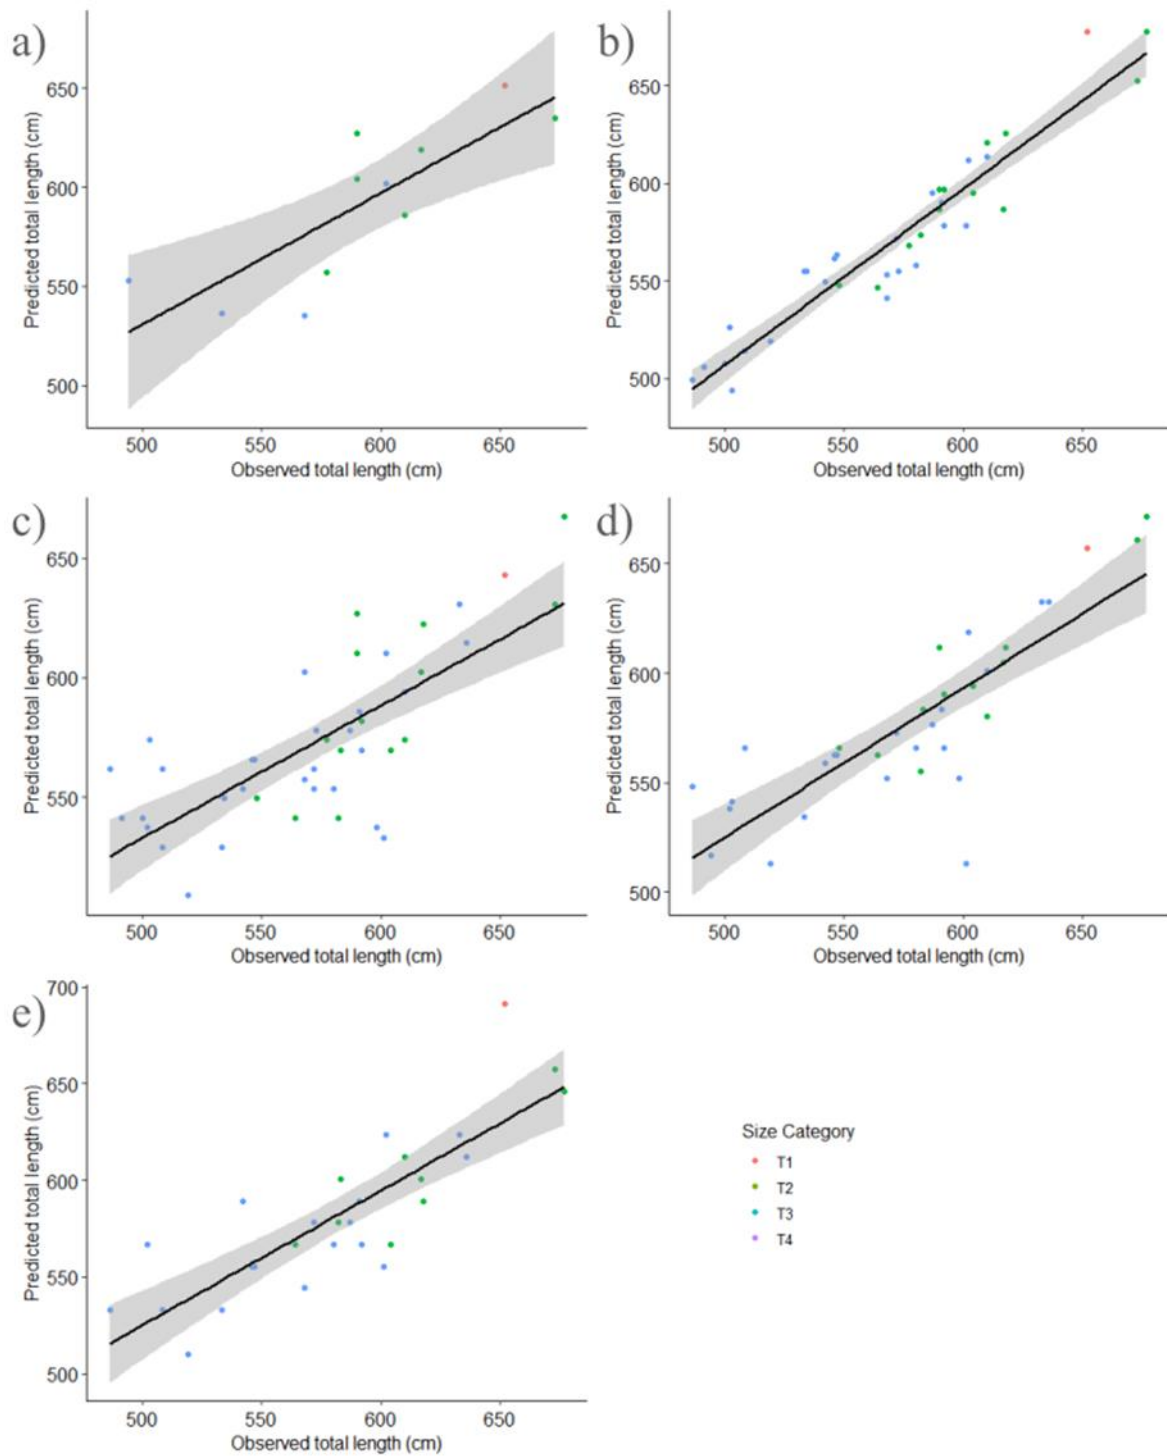 a)
650
600
550
500
Predicted total length (cm)
500 550 600 650
Observed total length (cm)
b)
650
600
550
500
Predicted total length (cm)
500 550 600 650
Observed total length (cm)
c)
650
600
550
Predicted total length (cm)
500 550 600 650
Observed total length (cm)
d)
650
600
550
500
Predicted total length (cm)
500 550 600 650
Observed total length (cm)
e)
700
650
600
550
500
Predicted total length (cm)
500 550 600 650
Observed total length (cm)
Size Category
T1
T2
T3
T4